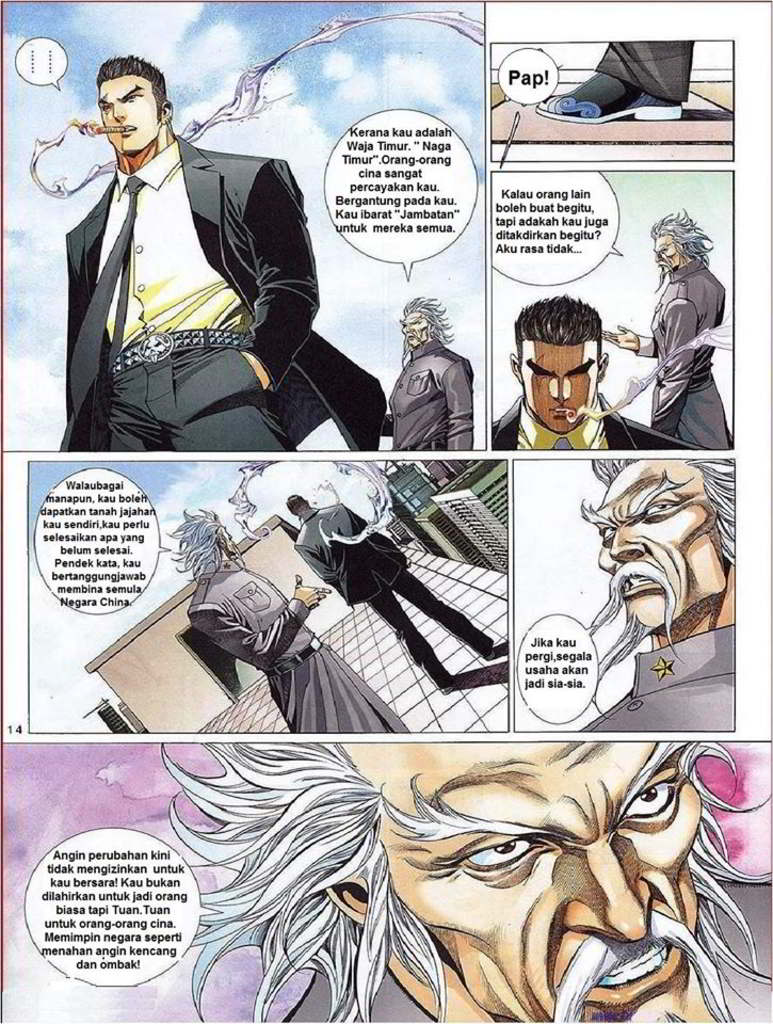 Kerana kau adalah
Waja Timur. " Naga
Timur".Orang-orang
cina sangat
percayakan kau.
Bergantung pada kau.
Kau ibarat "Jambatan"
untuk mereka semua.
Pap!
Kalau orang lain
boleh buat begitu,
tapi adakah kau juga
ditakdirkan begitu?
Aku rasa tidak...
Walaubagai
manapun, kau boleh
dapatkan tanah jajahan
kau sendiri,kau perlu
selesaikan apa yang
belum selesai.
Pendek kata, kau
bertanggungjawab
membina semula
Negara China.
Jika kau
pergi,segala
usaha akan
jadi sia-sia.
14
Angin perubahan kini
tidak mengizinkan untuk
kau bersara! Kau bukan
dilahirkan untuk jadi orang
biasa tapi Tuan.Tuan
untuk orang-orang cina.
Memimpin negara seperti
menahan angin kencang
dan ombak!